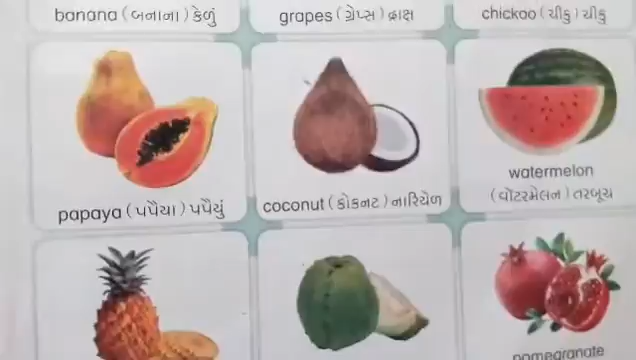 banana (બનાના) કેળું
grapes (ગ્રેપ્સ) દ્રાક્ષ
chickoo (ચીકુ) ચીકુ
papaya (પપૈયા) પપૈયું
coconut (કોકનટ) નારિયેળ
watermelon
(વૉટરમેલન) તરબૂચ
pomegranate